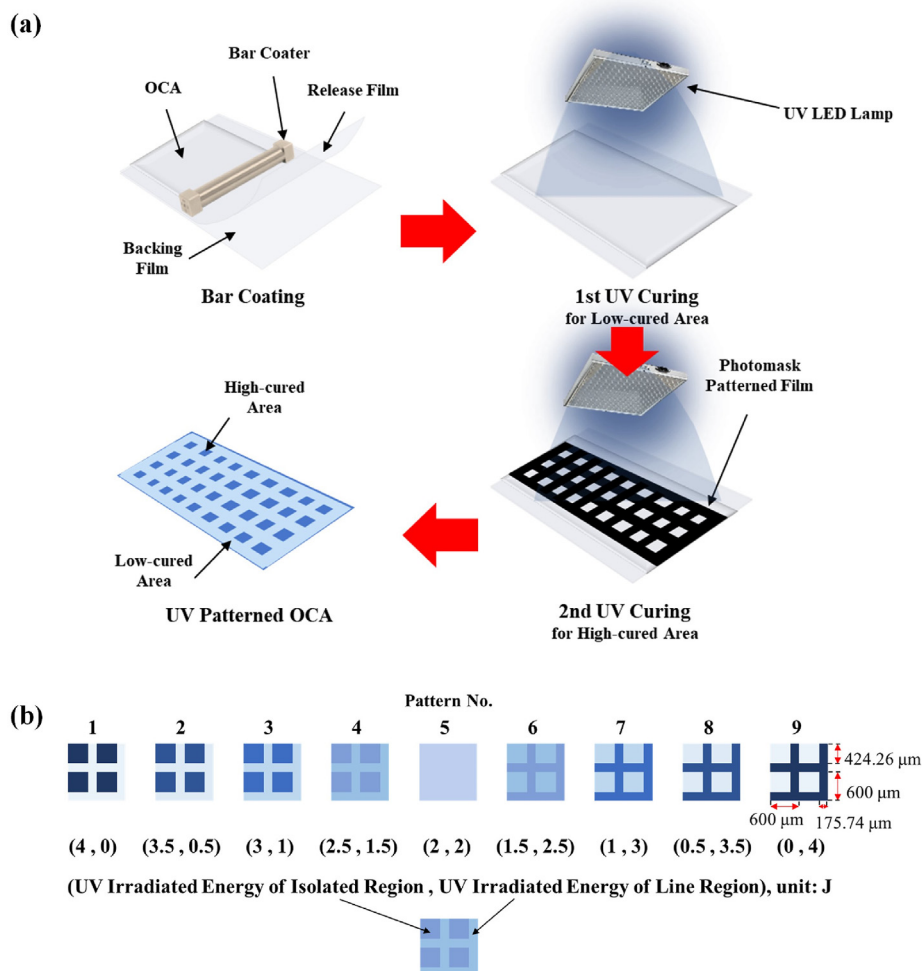 (a)
Bar Coater
OCA
Release Film
UV LED Lamp
Backing
Film
Bar Coating
1st UV Curing
for Low-cured Area
High-cured
Area
Photomask
Patterned Film
Low-cured
Area
UV Patterned OCA
2nd UV Curing
for High-cured Area
(b)
Pattern No.
1 2 3 4 5 6 7 8 9
424.26 μm
600 μm
600 μm
175.74 μm
(4 , 0) (3.5 , 0.5) (3 , 1) (2.5 , 1.5) (2 , 2) (1.5 , 2.5) (1 , 3) (0.5 , 3.5) (0 , 4)
(UV Irradiated Energy of Isolated Region , UV Irradiated Energy of Line Region), unit: J